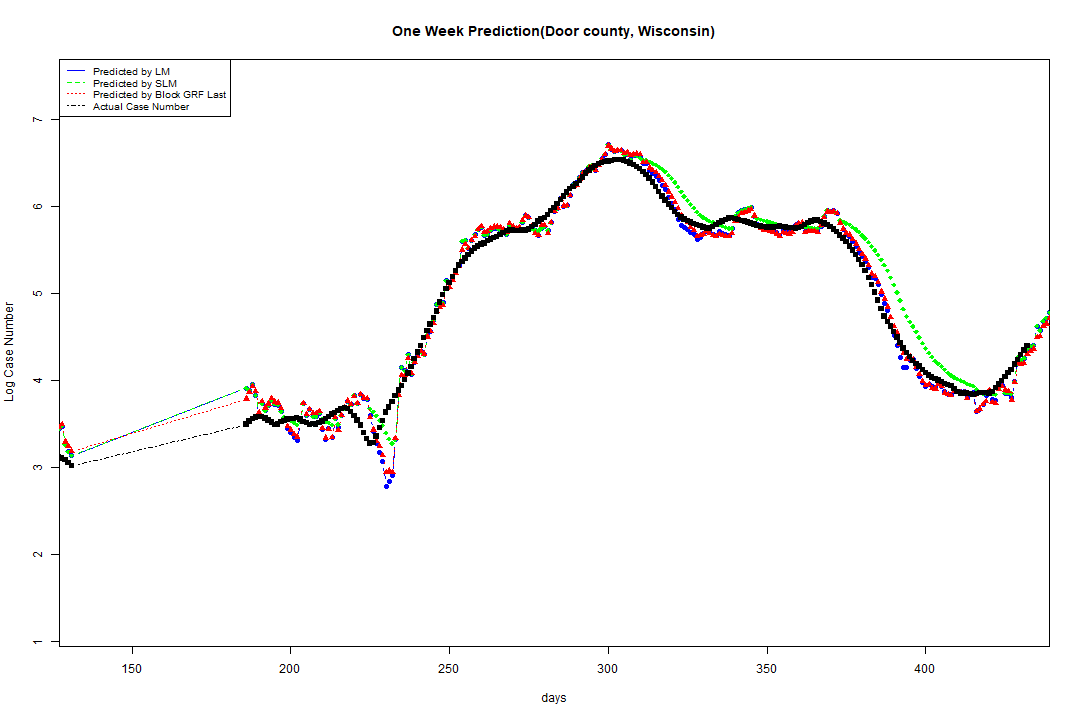 One Week Prediction(Door county, Wisconsin)
Predicted by LM
Predicted by SLM
Predicted by Block GRF Last
Actual Case Number
Log Case Number
7
6
5
4
3
2
1
150 200 250 300 350 400
days